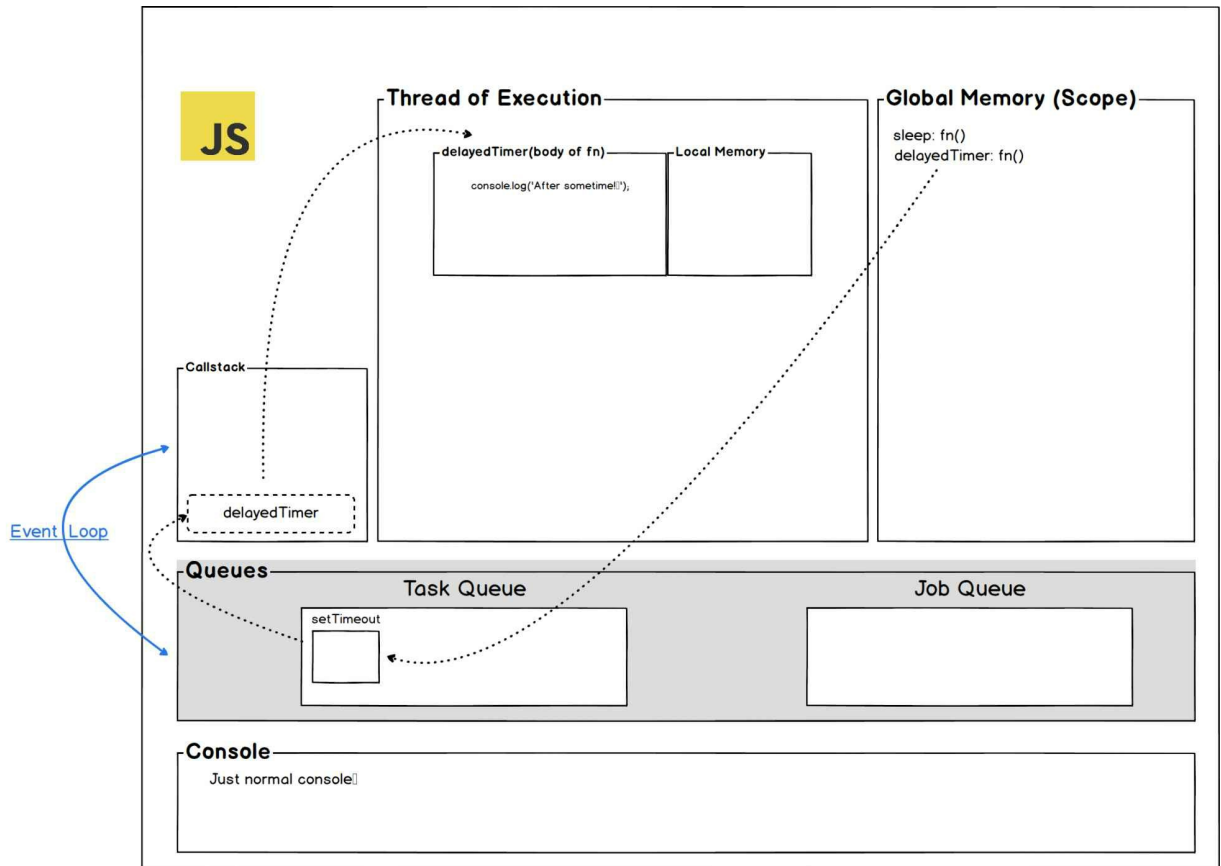 JS
Thread of Execution
Global Memory (Scope)
sleep: fn()
delayedTimer: fn()
delayedTimer(body of fn)
Local Memory
console.log('After sometime!▯');
Callstack
delayedTimer
Event Loop
Queues
Task Queue
Job Queue
setTimeout
Console
Just normal console▯